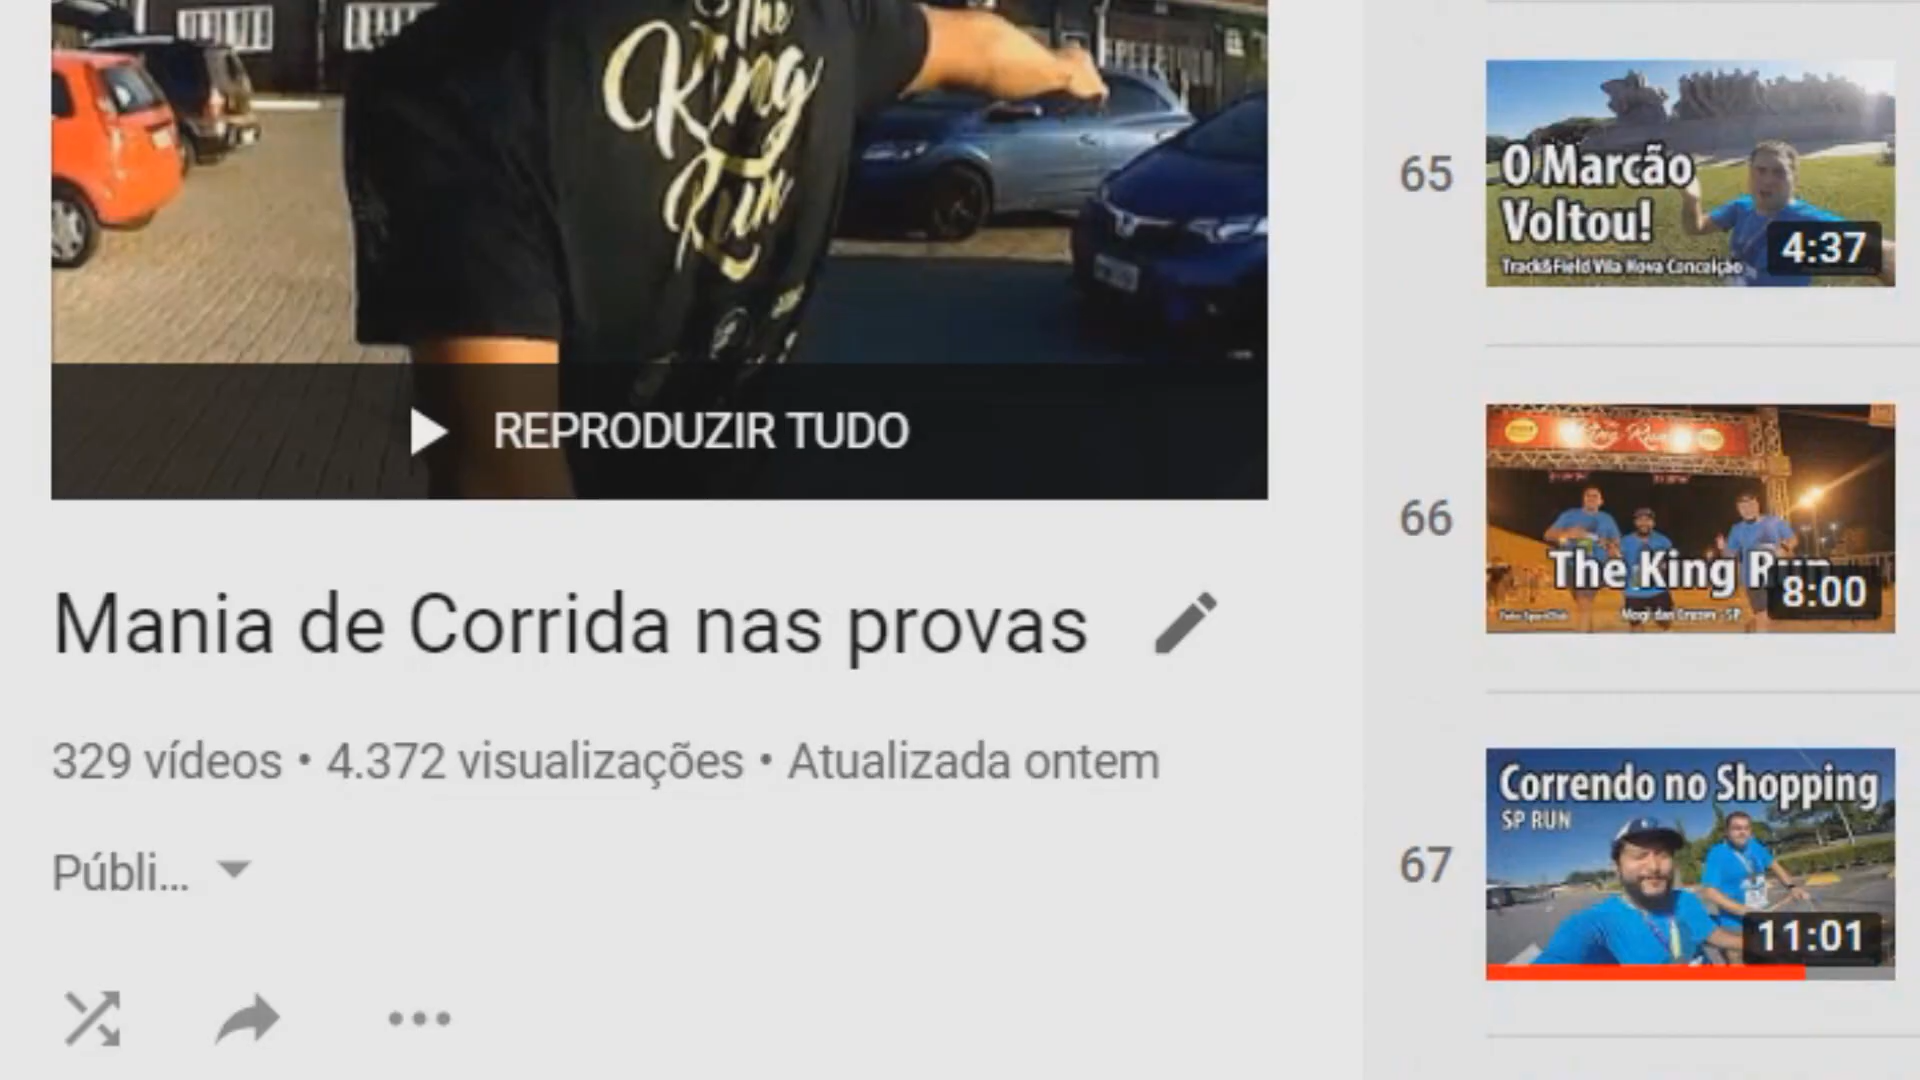 The
King
Run
REPRODUZIR TUDO
Mania de Corrida nas provas
329 vídeos • 4.372 visualizações • Atualizada ontem
Públi...
65
O Marcão
Voltou!
Track&Field Vila Nova Conceição
4:37
66
The King Run
8:00
Mogi das Cruzes - SP
67
Correndo no Shopping
SP RUN
11:01